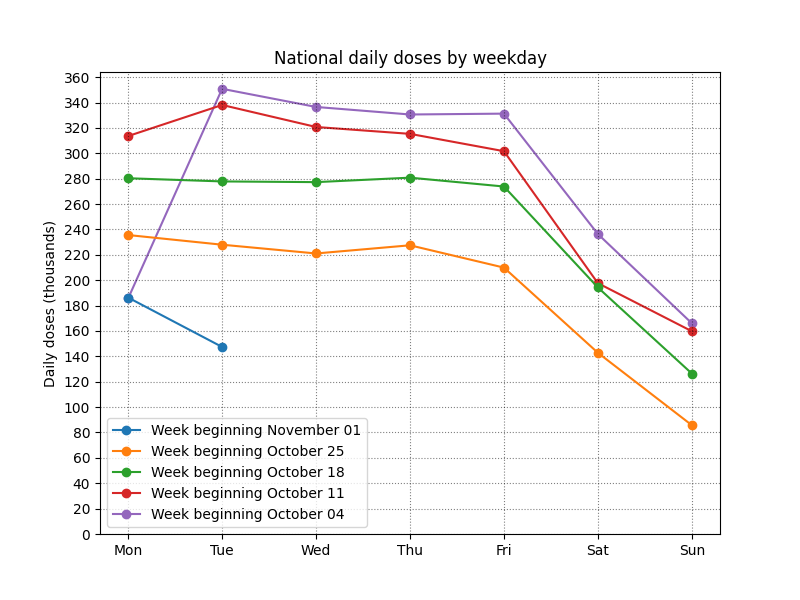 National daily doses by weekday
Daily doses (thousands)
360
340
320
300
280
260
240
220
200
180
160
140
120
100
80
60
40
20
0
Week beginning November 01
Week beginning October 25
Week beginning October 18
Week beginning October 11
Week beginning October 04
Mon Tue Wed Thu Fri Sat Sun